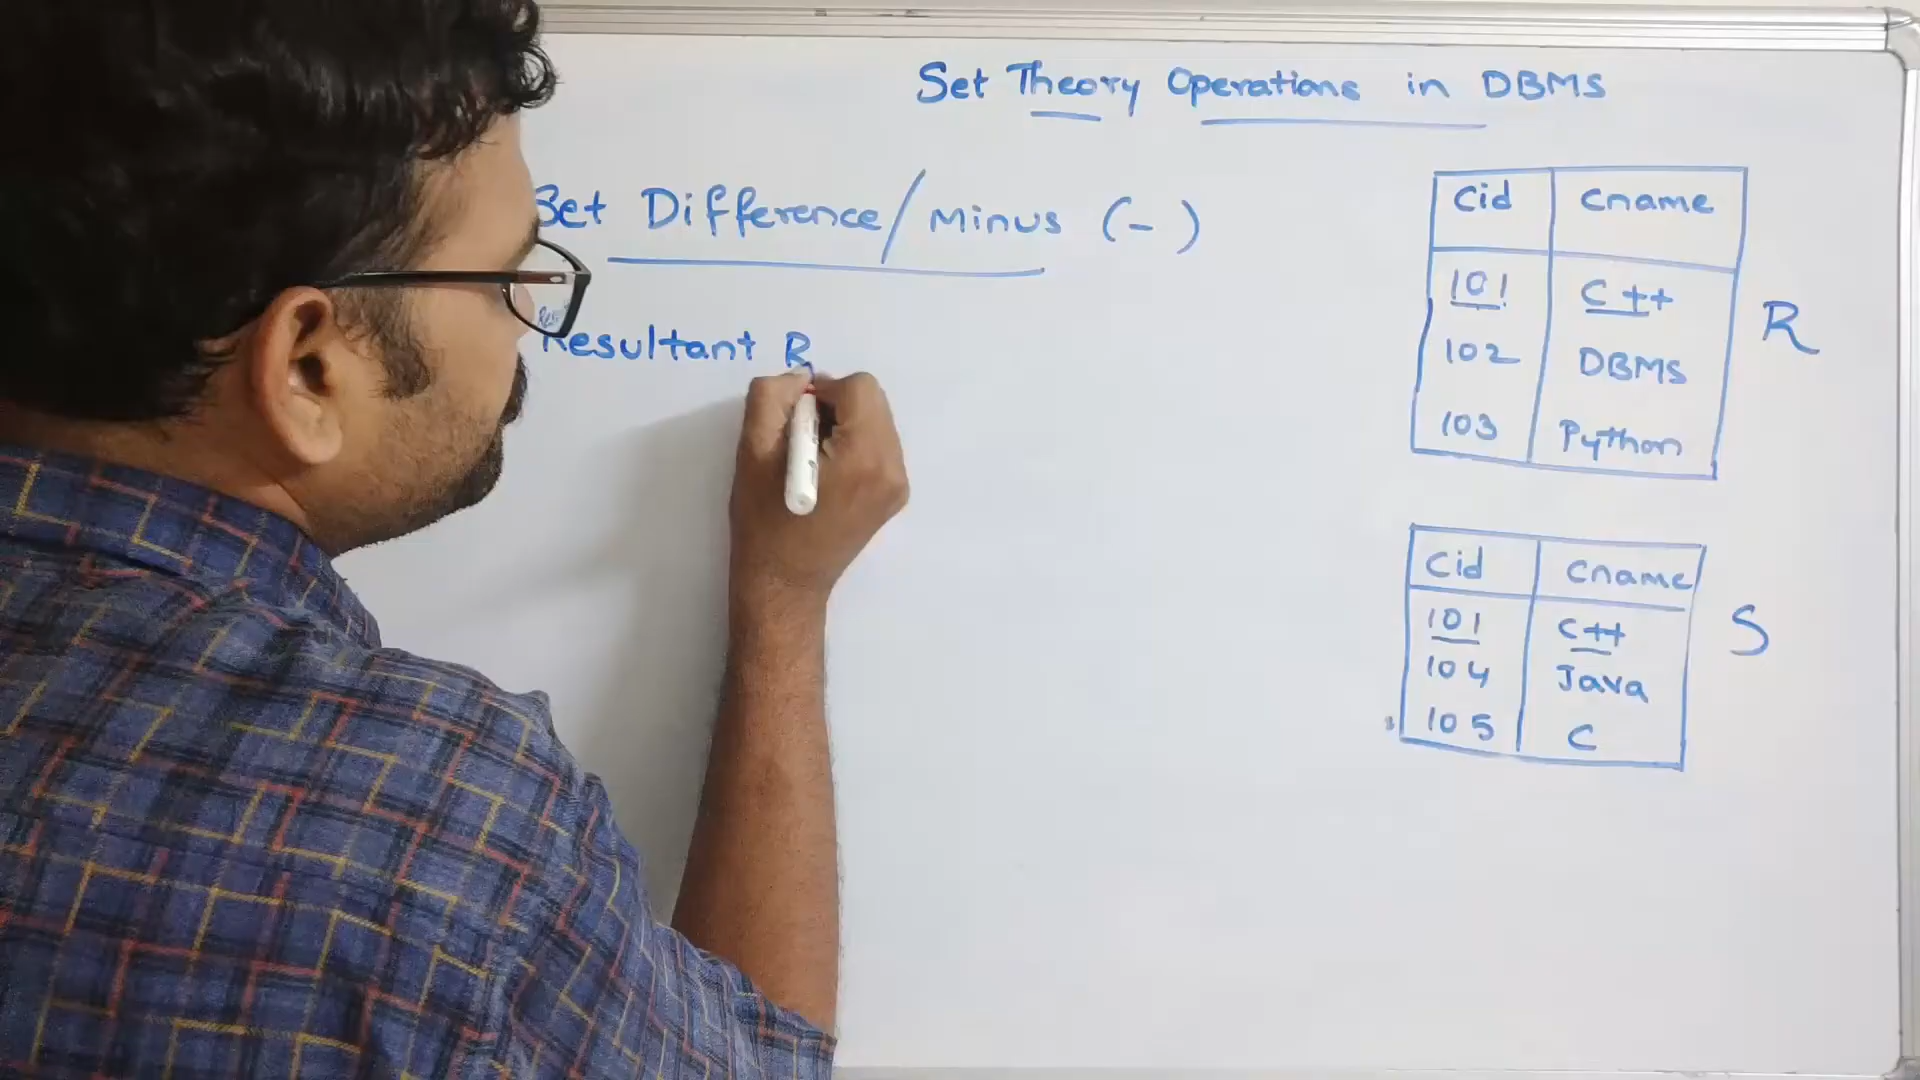 Set Theory Operations in DBMS
Set Difference/Minus (-)
Resultant R
Cid Cname
101 C++
102 DBMS
103 Python
R
Cid Cname
101 C++
104 Java
105 C
S